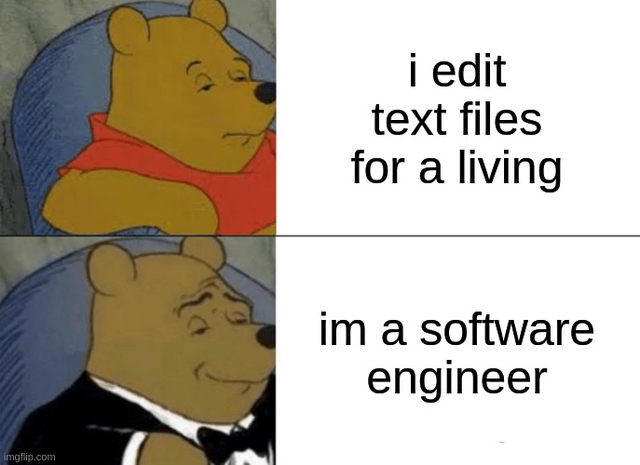 i edit
text files
for a living
im a software
engineer
imgflip.com